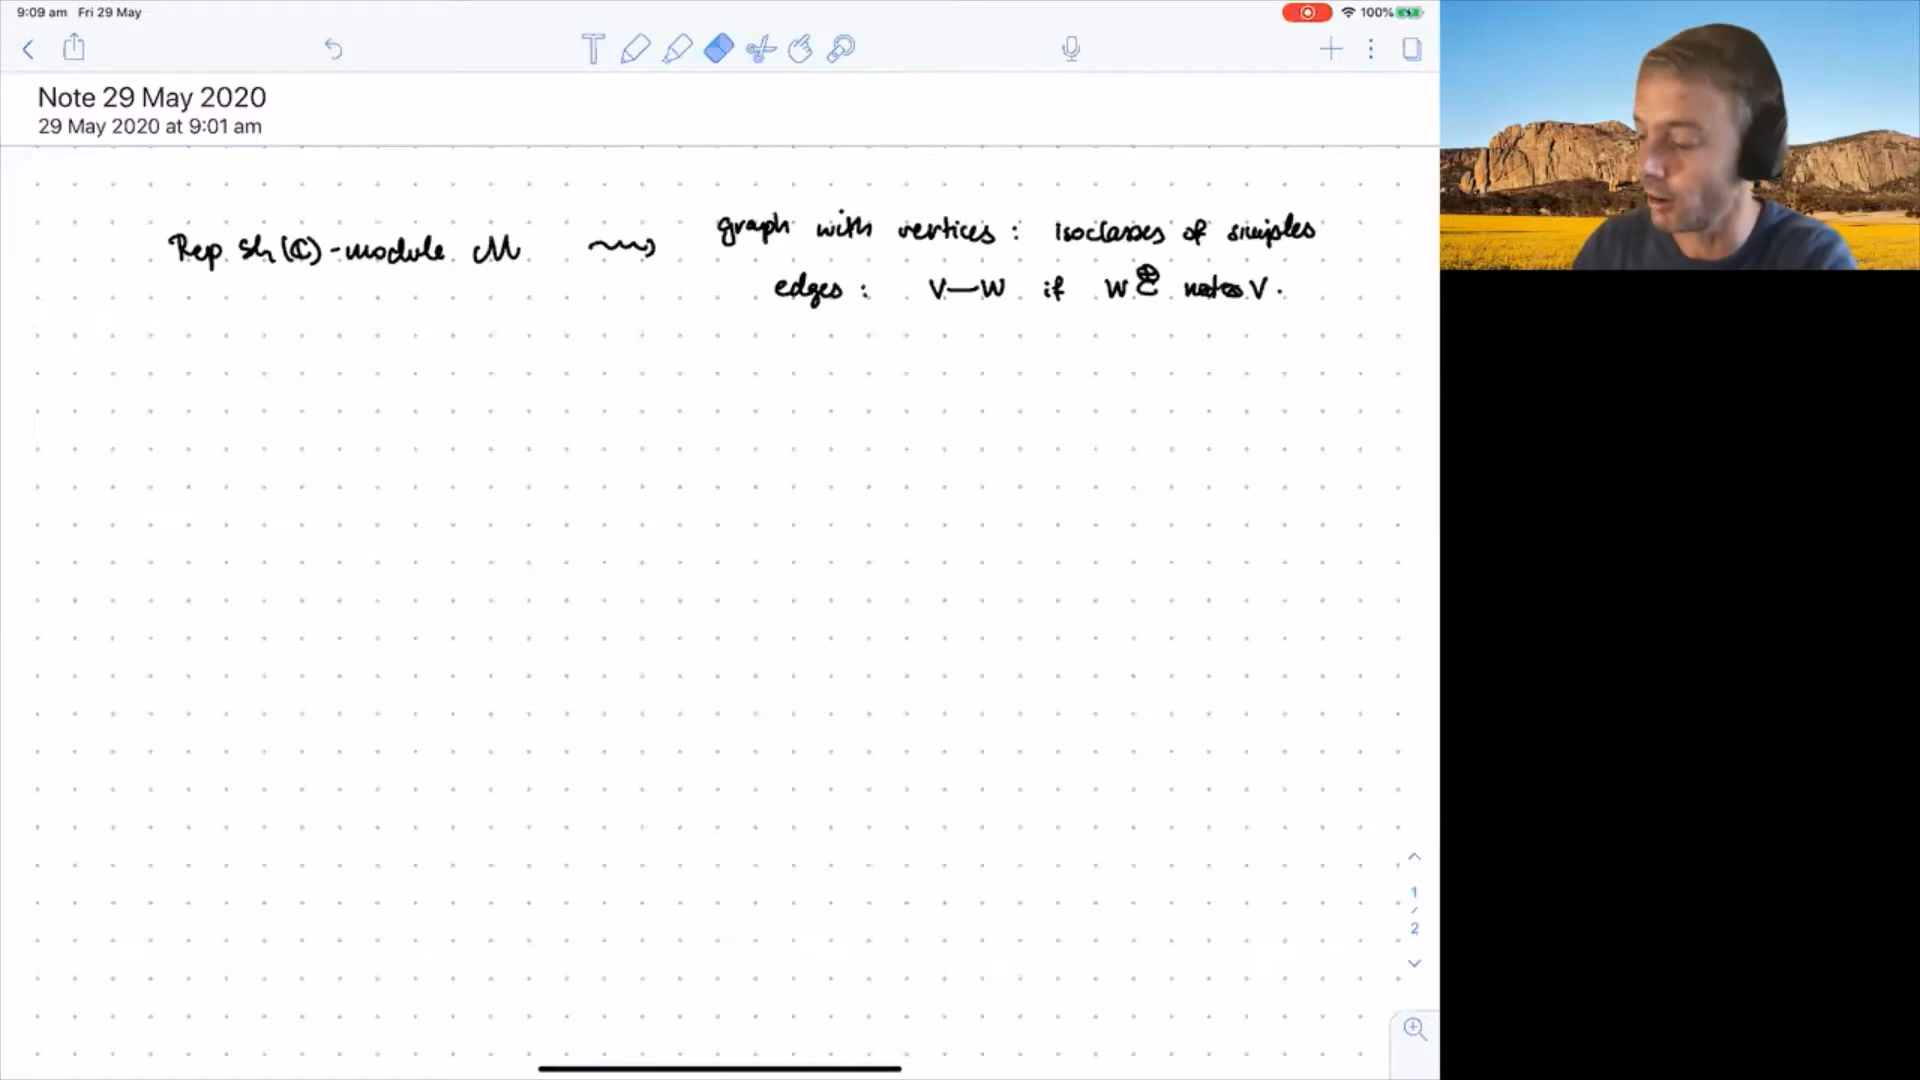 9:09 am Fri 29 May
100%
Note 29 May 2020
29 May 2020 at 9:01 am
graph with vertices : isoclasses of simples
Rep Sl₂(ℂ)-module M ⇝
edges : V—W if W ⊕⊂ V.
1
/
2